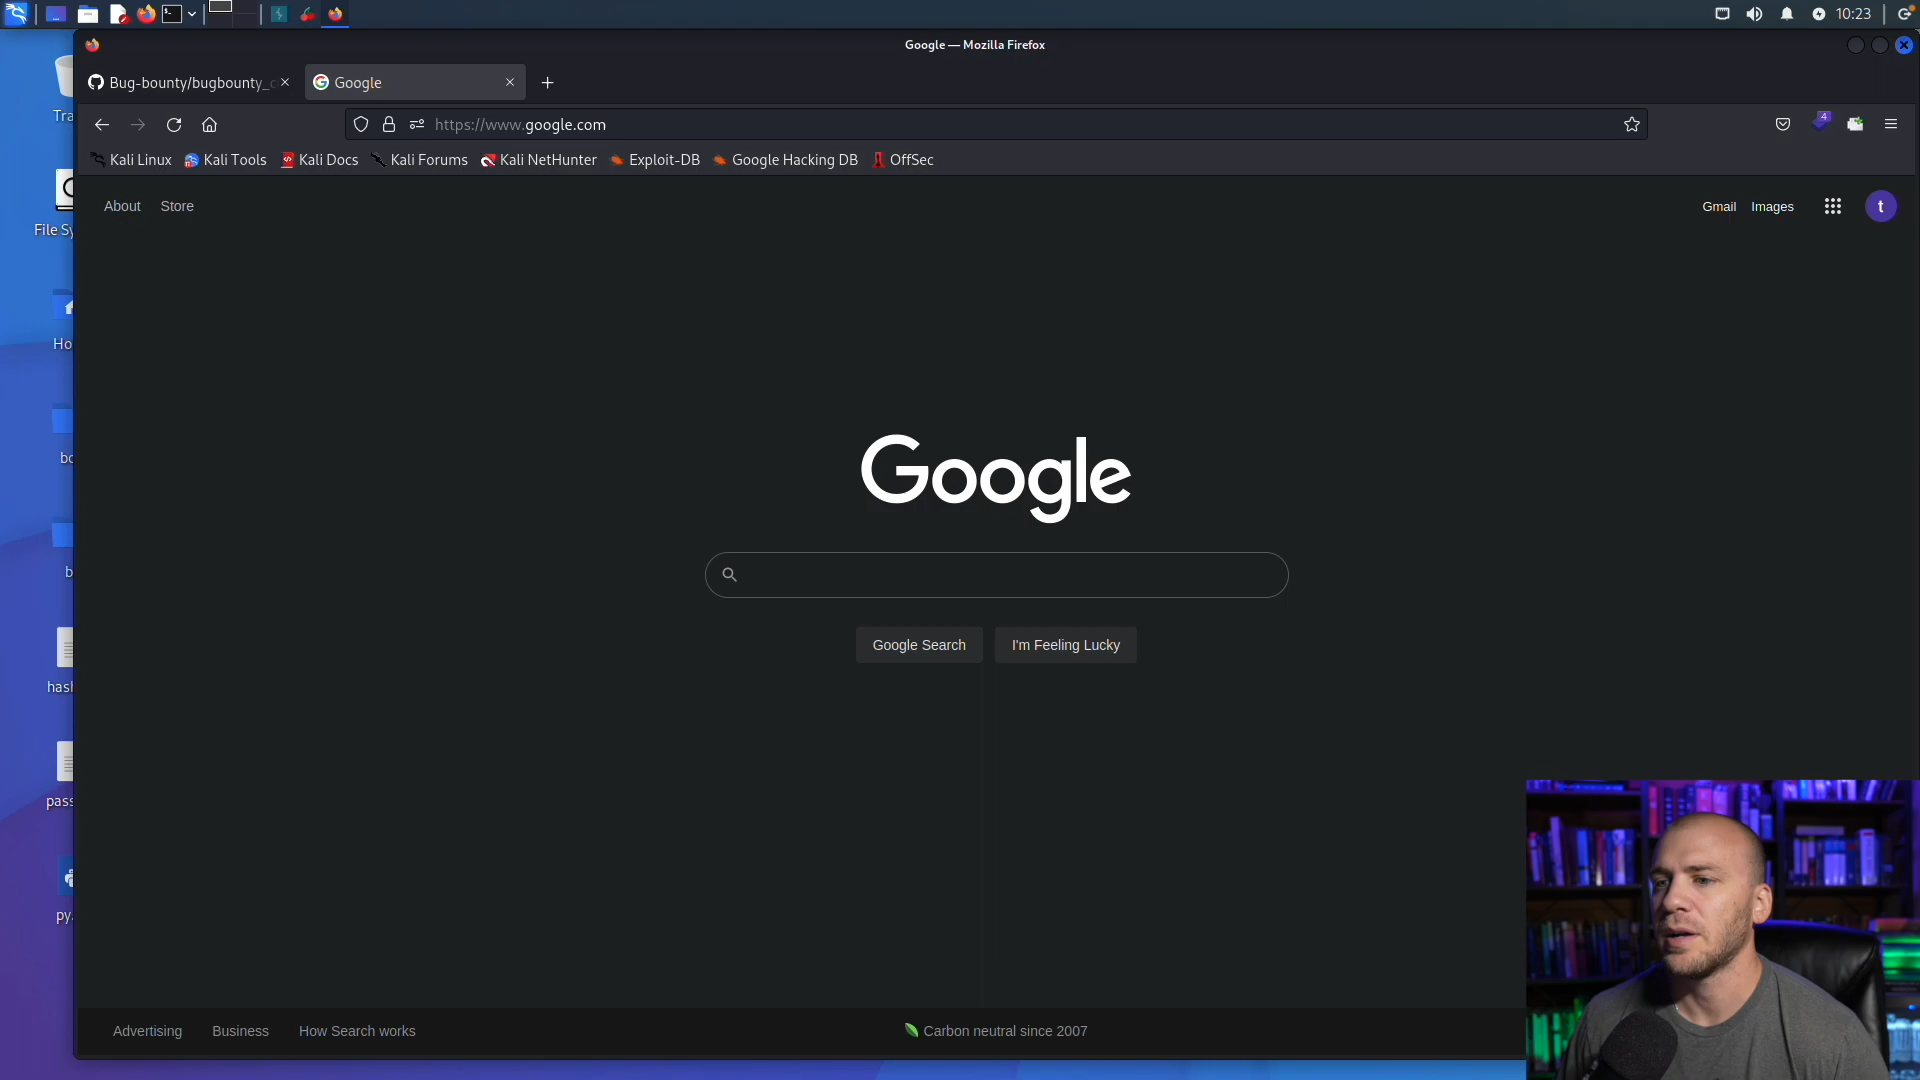 10:23
Google — Mozilla Firefox
Bug-bounty/bugbounty_
Google
https://www.google.com
4
Kali Linux
Kali Tools
Kali Docs
Kali Forums
Kali NetHunter
Exploit-DB
Google Hacking DB
OffSec
About
Store
Gmail
Images
t
Tra
File Sy
Ho
b
hash
pass
py
Google
Google Search
I'm Feeling Lucky
Advertising
Business
How Search works
Carbon neutral since 2007